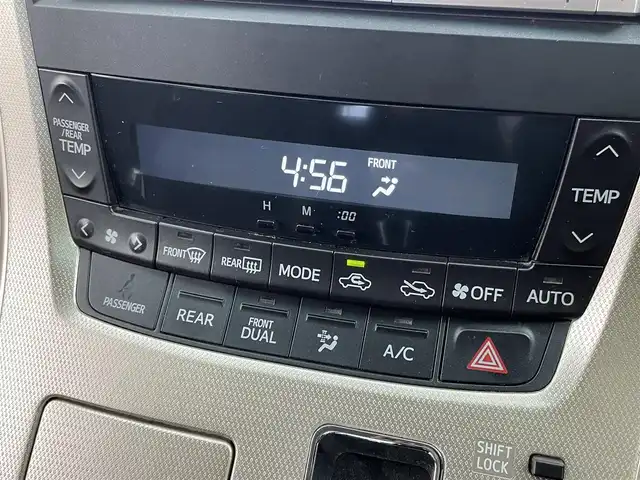 PASSENGER
/REAR
TEMP
4:56
FRONT
H M :00
TEMP
FRONT
REAR
MODE
OFF
AUTO
PASSENGER
REAR
FRONT
DUAL
A/C
SHIFT
LOCK